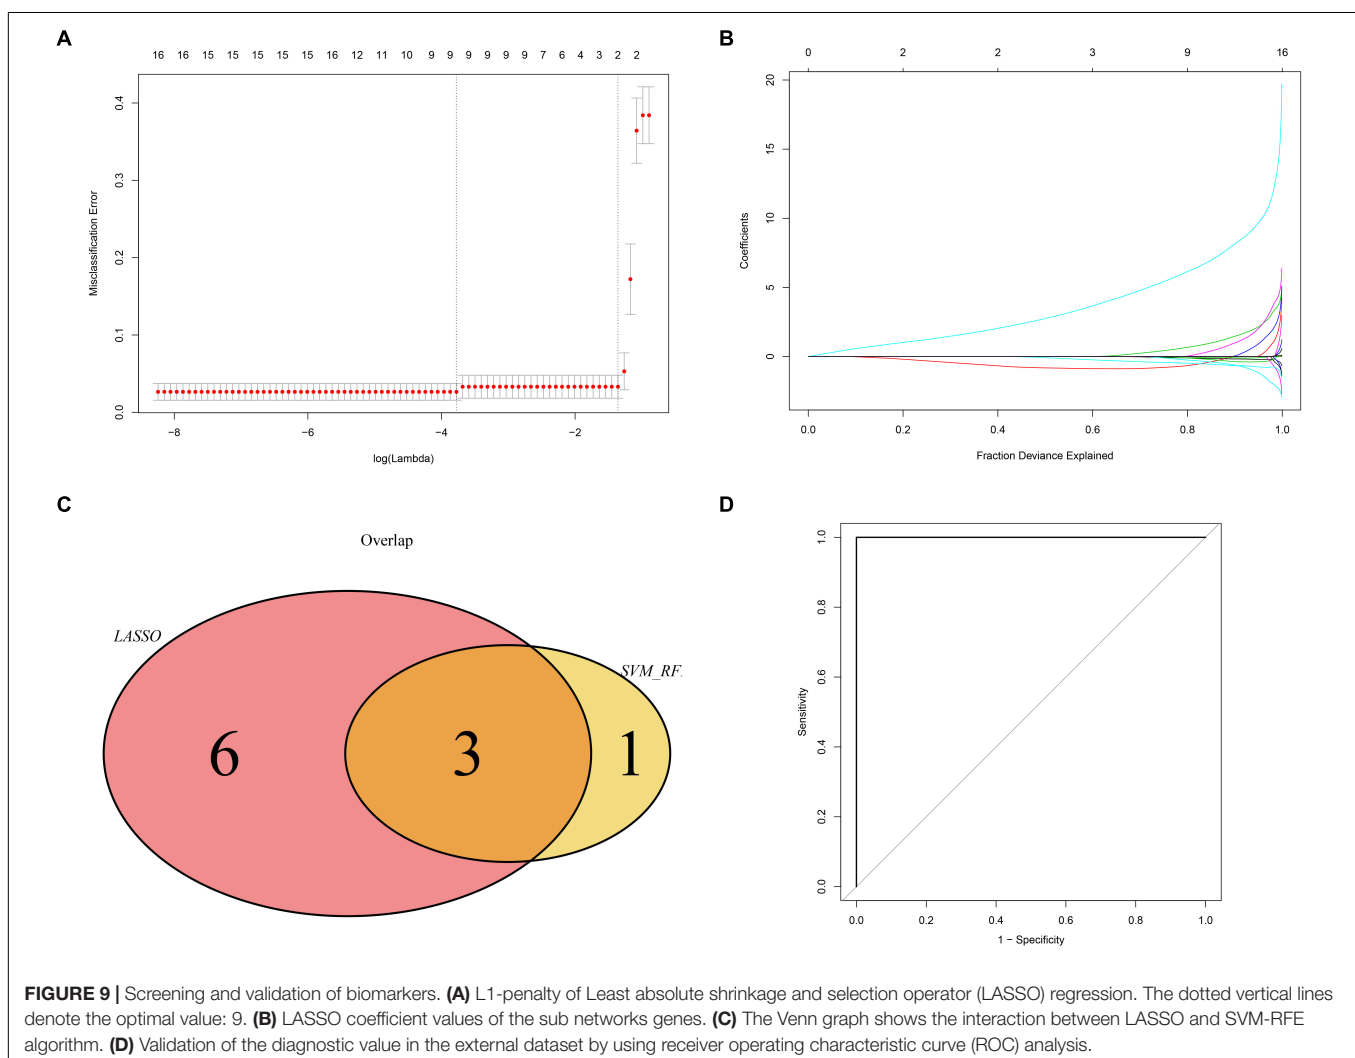 A
16 16 15 15 15 15 15 16 12 11 10 9 9 9 9 9 7 6 4 3 2 2
Misclassification Error
0.4
0.3
0.2
0.1
0.0
−8 −6 −4 −2
log(Lambda)
B
0 2 2 3 9 16
Coefficients
20
15
10
5
0
0.0 0.2 0.4 0.6 0.8 1.0
Fraction Deviance Explained
C
Overlap
LASSO
SVM_RF
6 3 1
D
Sensitivity
1.0
0.8
0.6
0.4
0.2
0.0
0.0 0.2 0.4 0.6 0.8 1.0
1 − Specificity
FIGURE 9 | Screening and validation of biomarkers. (A) L1-penalty of Least absolute shrinkage and selection operator (LASSO) regression. The dotted vertical lines
denote the optimal value: 9. (B) LASSO coefficient values of the sub networks genes. (C) The Venn graph shows the interaction between LASSO and SVM-RFE
algorithm. (D) Validation of the diagnostic value in the external dataset by using receiver operating characteristic curve (ROC) analysis.